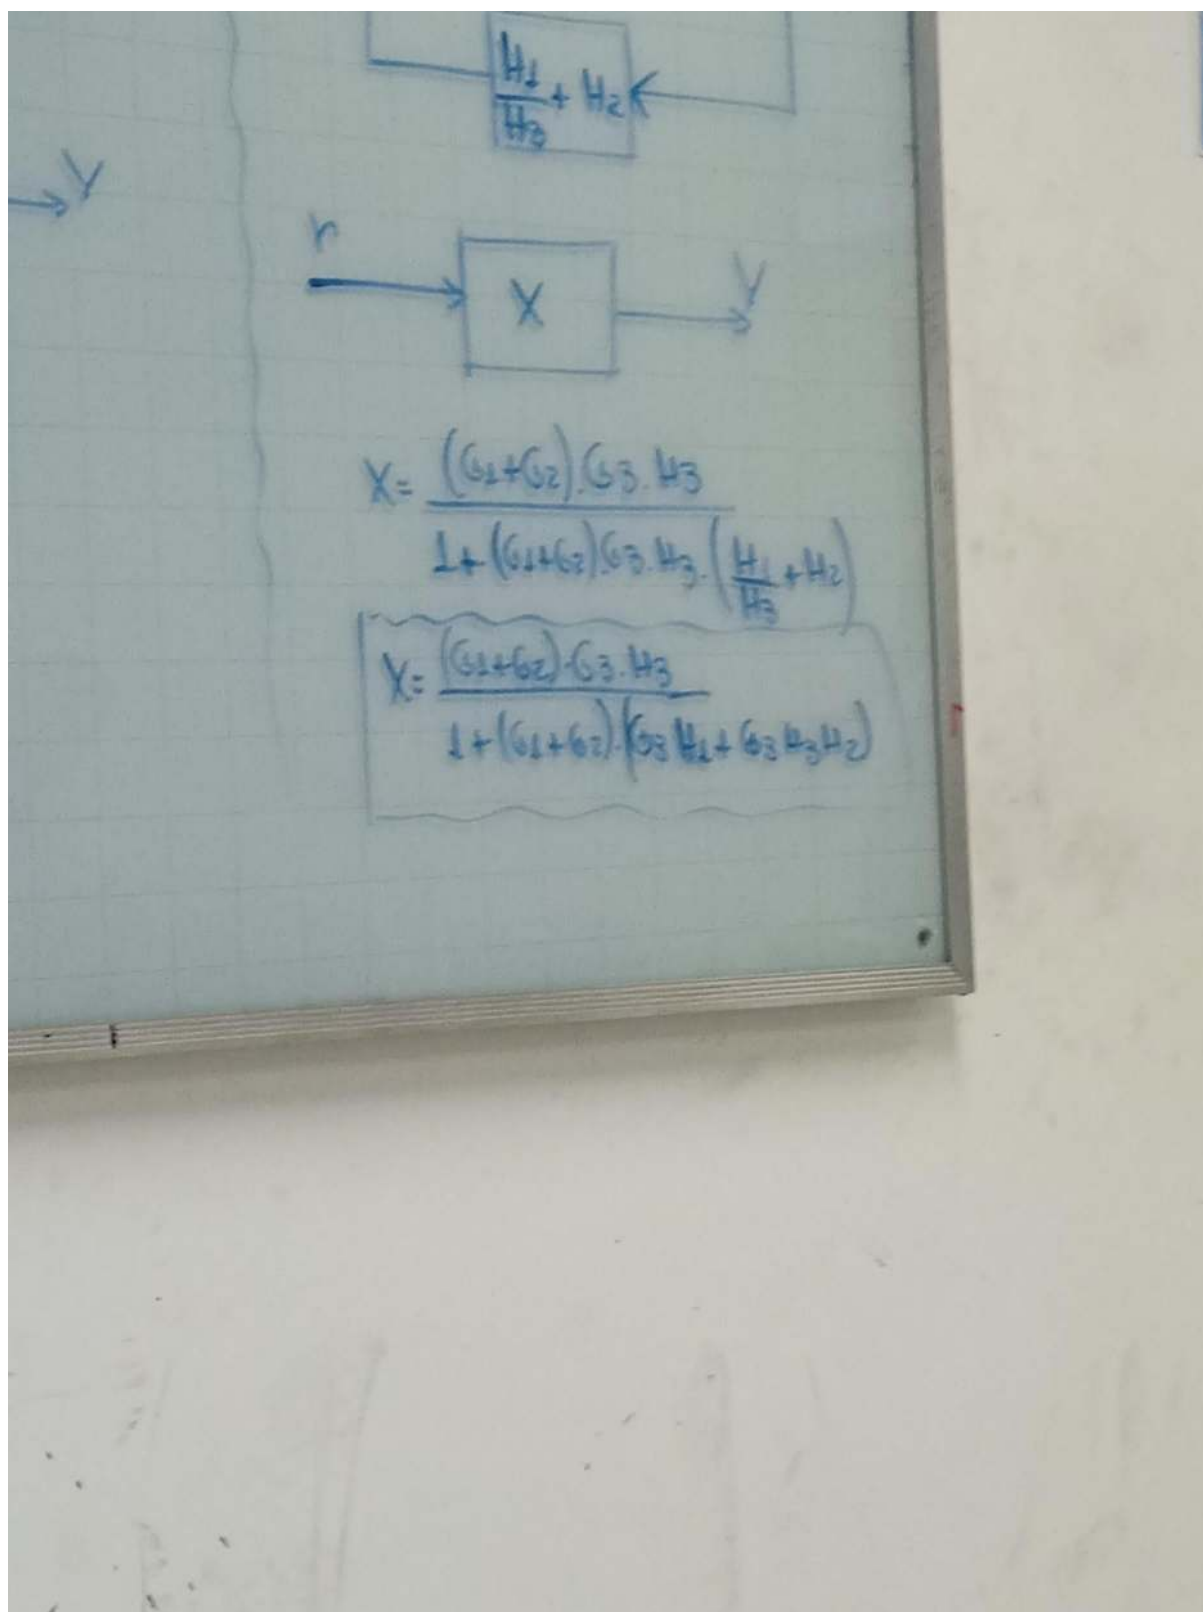 H1/H3 + H2
Y
r
X
Y
X= (G1+G2).G3.H3 / 1+(G1+G2)G3.H3.(H1/H3+H2)
X= (G1+G2).G3.H3 / 1+(G1+G2).(G3H1+G3H3H2)